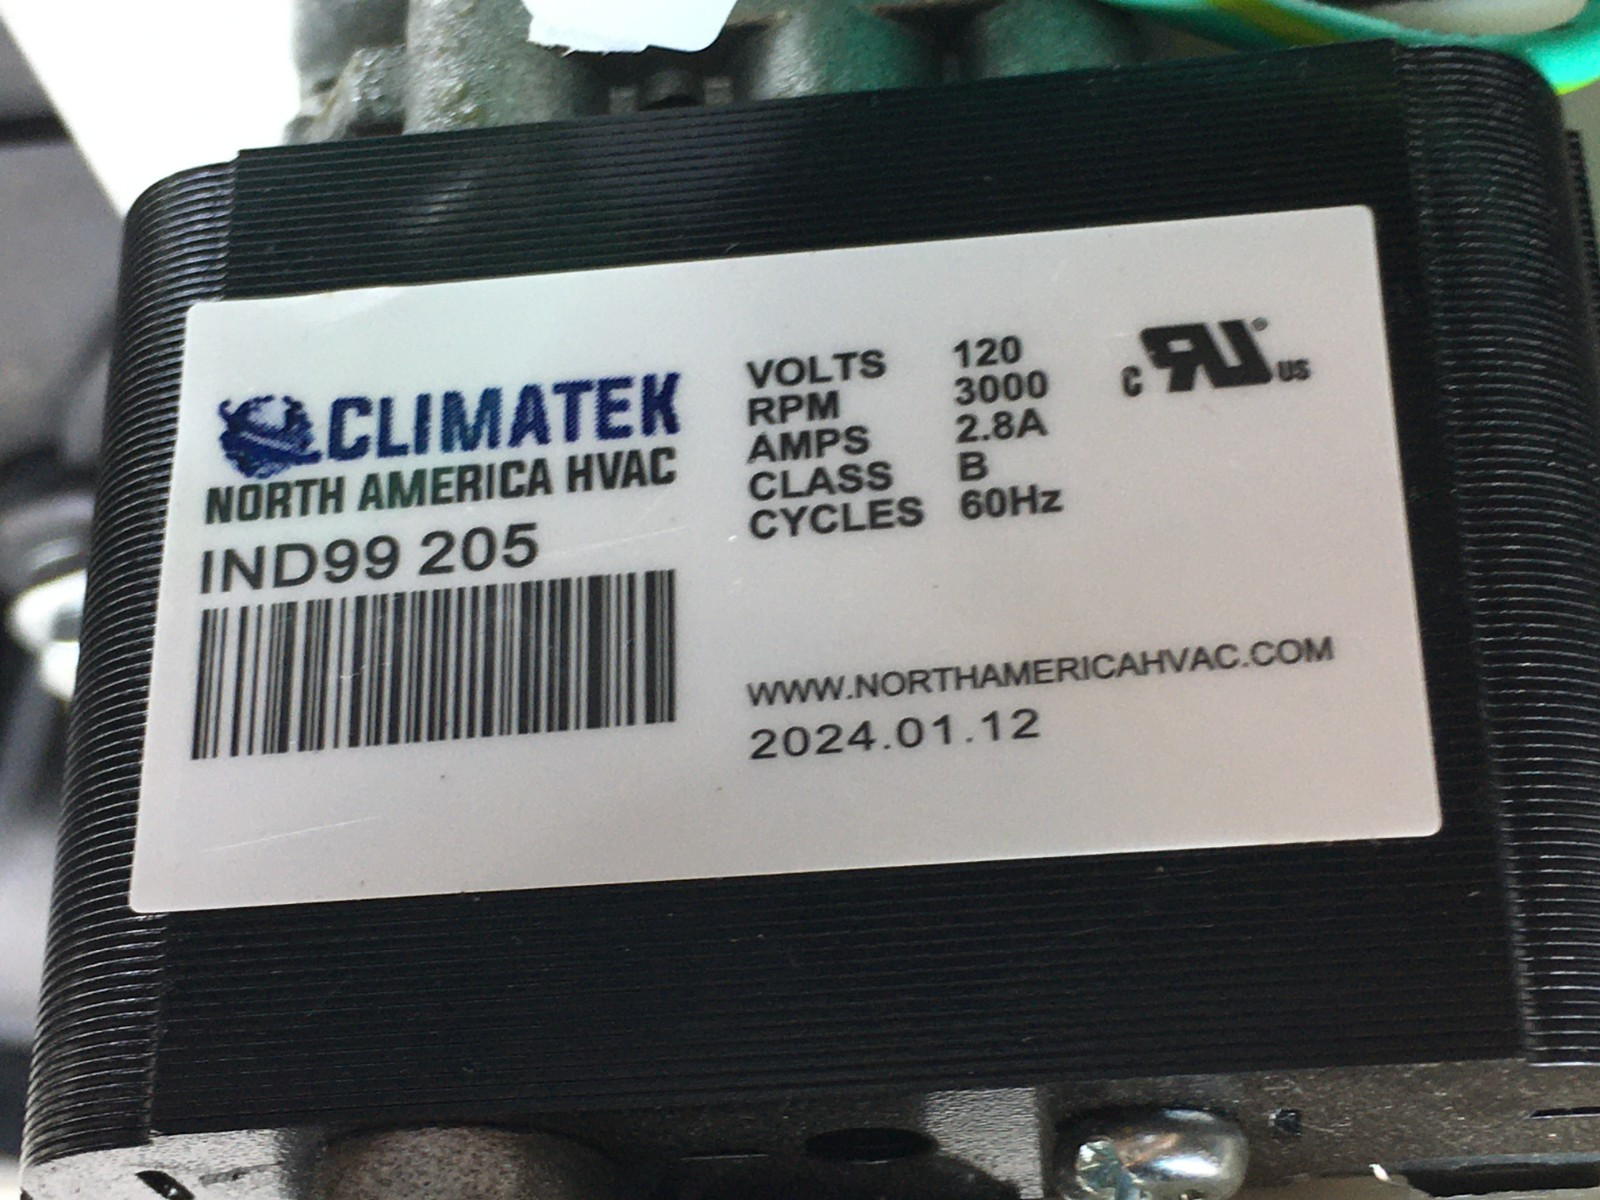 CLIMATEK
NORTH AMERICA HVAC
IND99 205
VOLTS 120
RPM 3000
AMPS 2.8A
CLASS B
CYCLES 60Hz
C RU® US
WWW.NORTHAMERICAHVAC.COM
2024.01.12